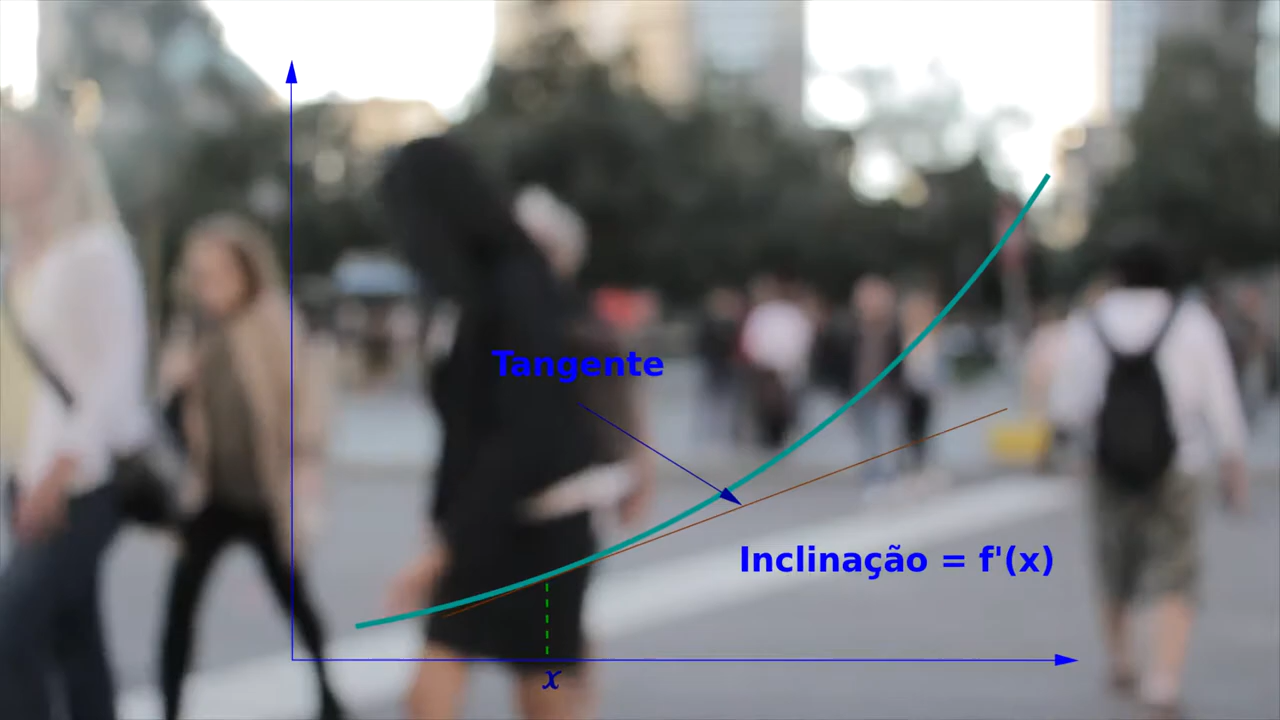 Tangente
Inclinação = f'(x)
x